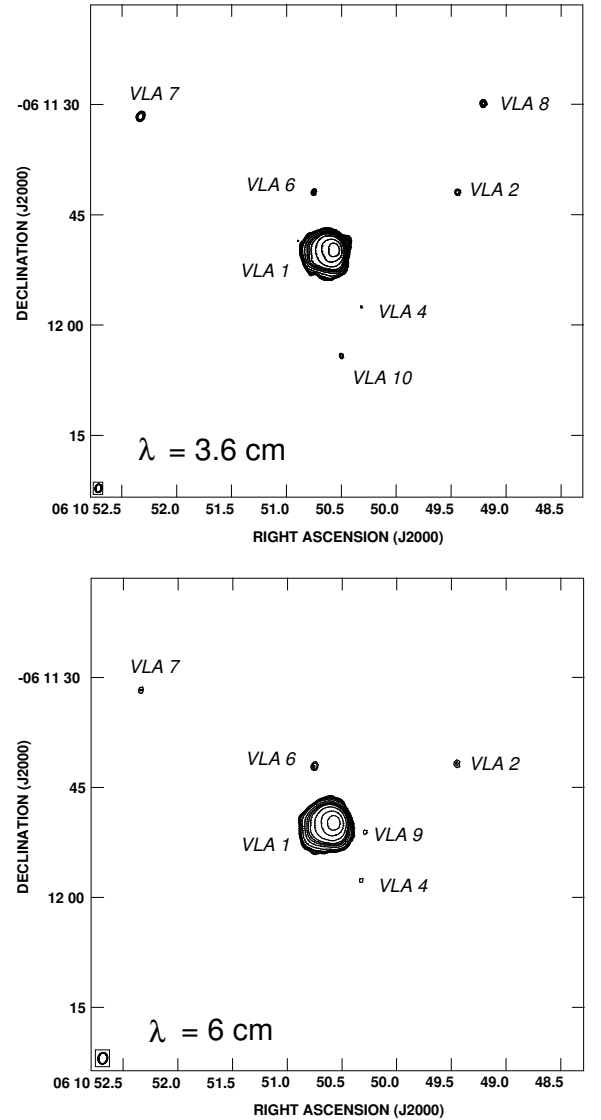 VLA 7
VLA 8
-06 11 30
VLA 6
VLA 2
45
VLA 1
VLA 4
12 00
VLA 10
15
λ = 3.6 cm
06 10 52.5 52.0 51.5 51.0 50.5 50.0 49.5 49.0 48.5
RIGHT ASCENSION (J2000)
DECLINATION (J2000)
VLA 7
-06 11 30
VLA 6
VLA 2
45
VLA 9
VLA 1
VLA 4
12 00
15
λ = 6 cm
06 10 52.5 52.0 51.5 51.0 50.5 50.0 49.5 49.0 48.5
RIGHT ASCENSION (J2000)
DECLINATION (J2000)